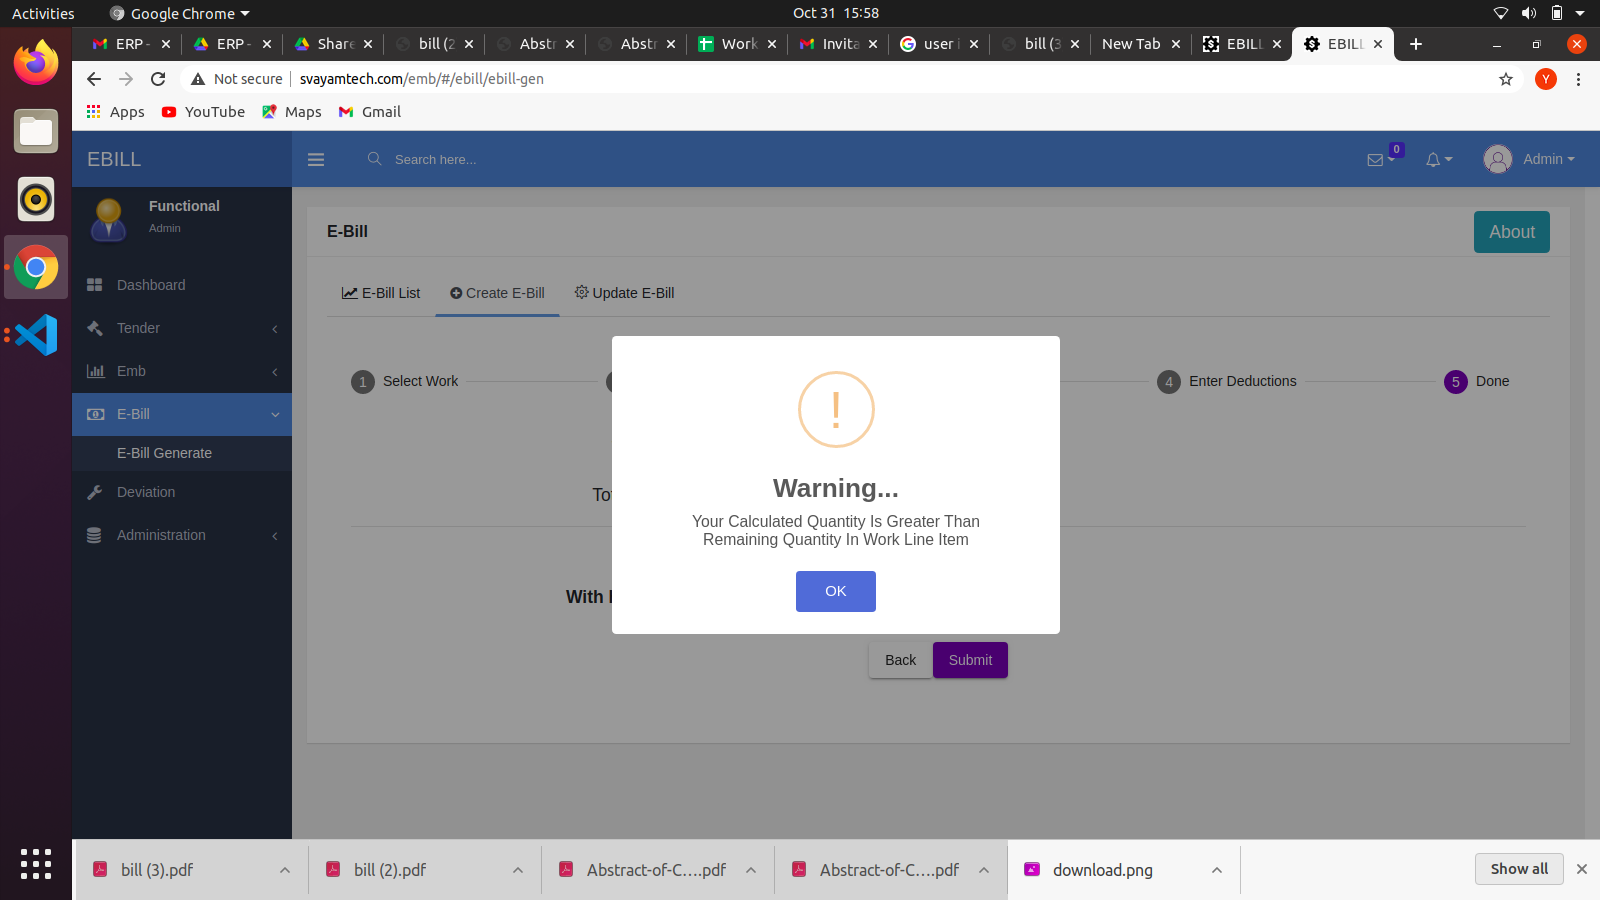 Activities
Google Chrome
Oct 31 15:58
ERP -
ERP -
Share
bill (2
Abstr
Abstr
Work
Invita
user i
bill (3
New Tab
EBILL
EBILL
Not secure
svayamtech.com/emb/#/ebill/ebill-gen
Y
Apps
YouTube
Maps
Gmail
EBILL
Search here...
0
Admin
Functional
Admin
Dashboard
Tender
Emb
E-Bill
E-Bill Generate
Deviation
Administration
E-Bill
About
E-Bill List
Create E-Bill
Update E-Bill
1 Select Work
4 Enter Deductions
5 Done
To
With
Warning...
Your Calculated Quantity Is Greater Than
Remaining Quantity In Work Line Item
OK
Back
Submit
bill (3).pdf
bill (2).pdf
Abstract-of-C....pdf
Abstract-of-C....pdf
download.png
Show all